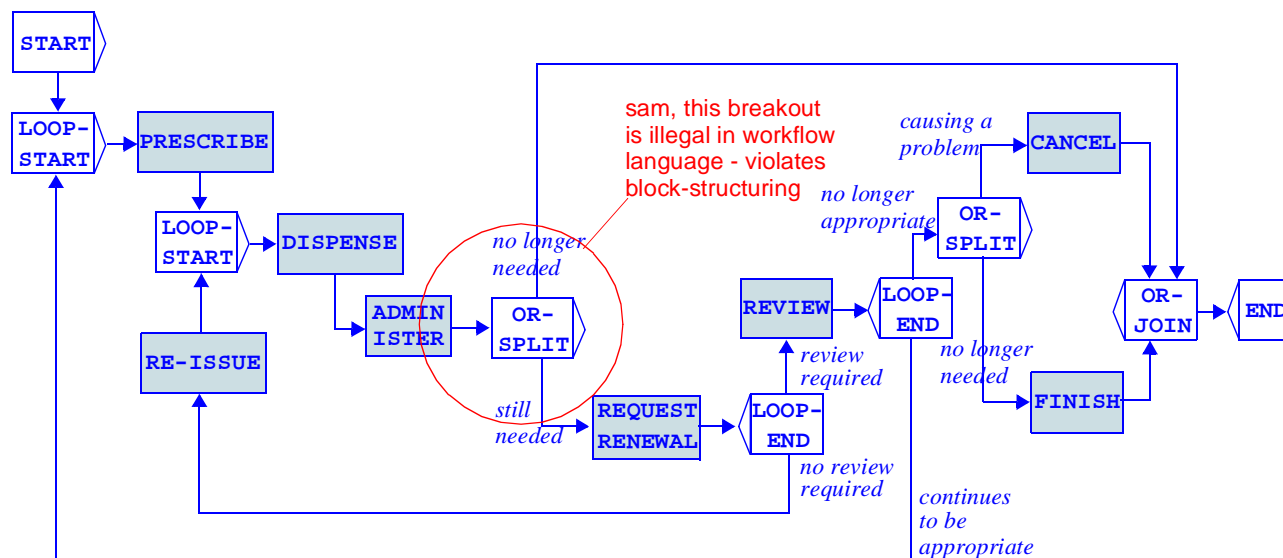 START
LOOP-
START
PRESCRIBE
LOOP-
START
DISPENSE
RE-ISSUE
ADMIN
ISTER
no longer
needed
OR-
SPLIT
still
needed
sam, this breakout
is illegal in workflow
language - violates
block-structuring
REQUEST
RENEWAL
LOOP-
END
review
required
no review
required
REVIEW
LOOP-
END
no longer
appropriate
continues
to be
appropriate
OR-
SPLIT
causing a
problem
CANCEL
no longer
needed
FINISH
OR-
JOIN
END